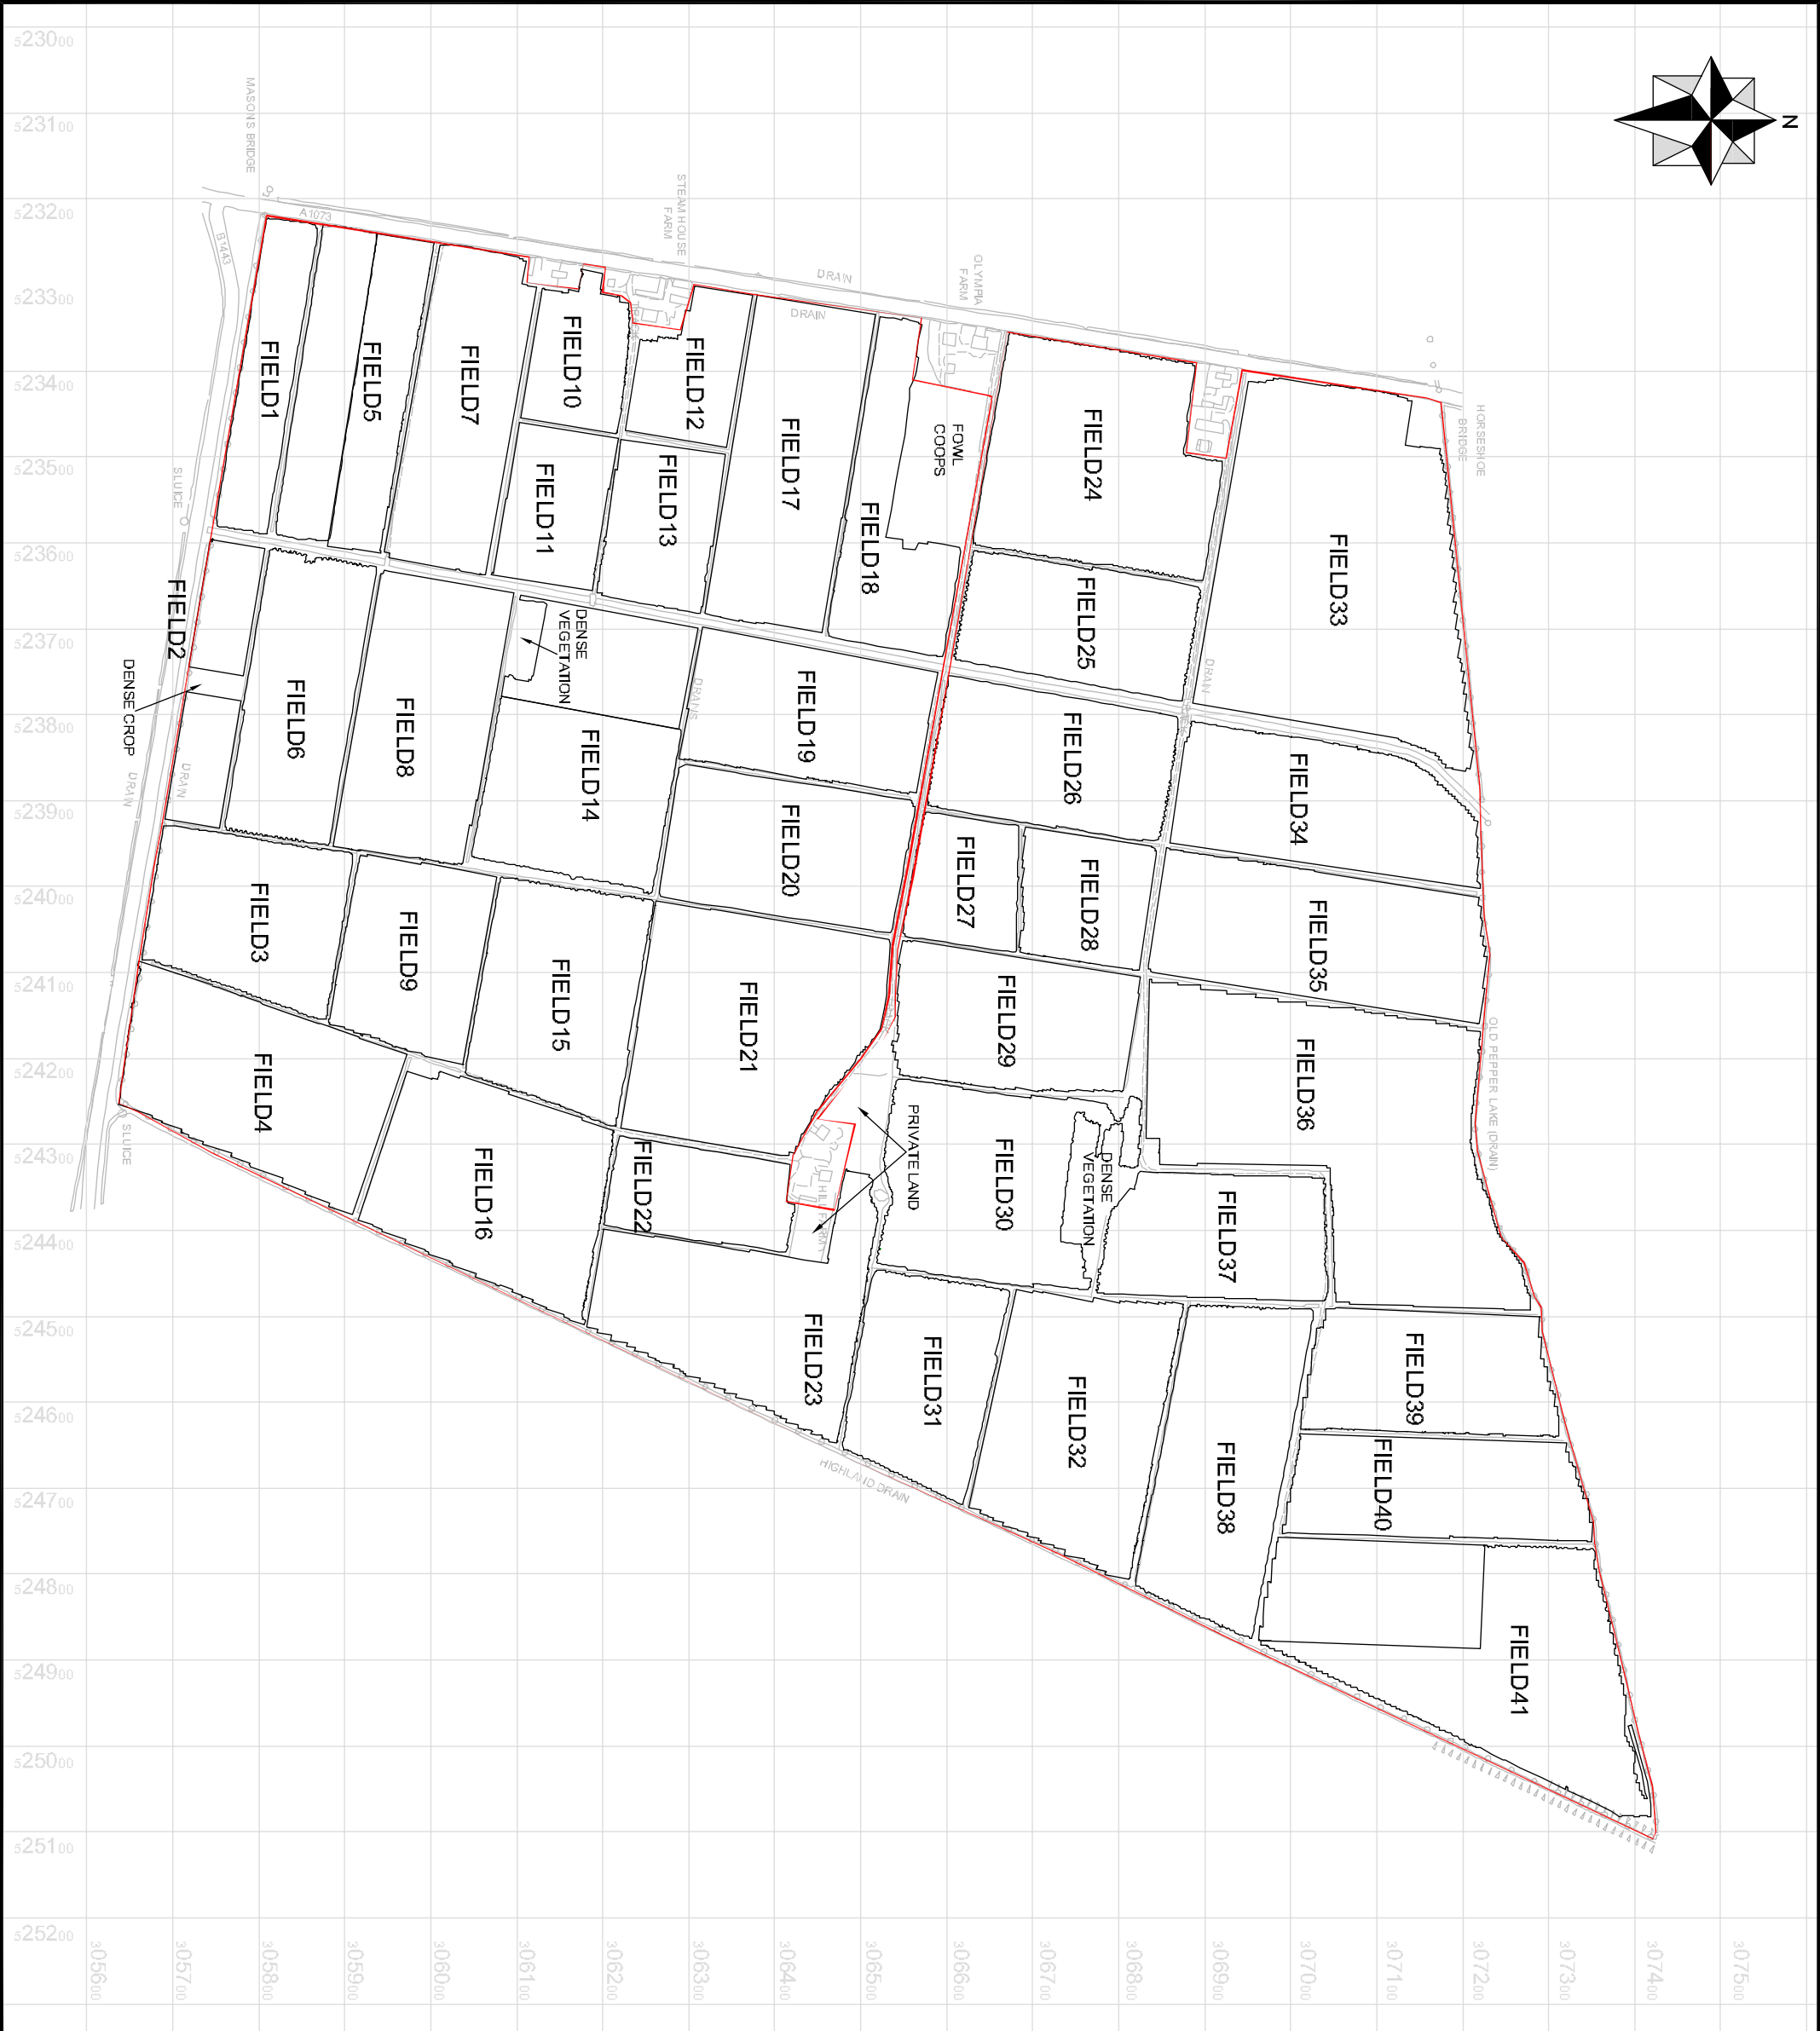 N
523000
523100
523200
523300
523400
523500
523600
523700
523800
523900
524000
524100
524200
524300
524400
524500
524600
524700
524800
524900
525000
525100
525200
305600
305700
305800
305900
306000
306100
306200
306300
306400
306500
306600
306700
306800
306900
307000
307100
307200
307300
307400
307500
MASONS BRIDGE
A1073
B1443
STEAM HOUSE
FARM
DRAIN
DRAIN
OLYMPIA
FARM
HORSESHOE
BRIDGE
FIELD1
FIELD5
FIELD7
FIELD10
FIELD12
FIELD11
FIELD13
FIELD17
FIELD18
FOWL
COOPS
FIELD24
FIELD33
FIELD25
SLUICE
FIELD2
DENSE CROP
DRAIN
DRAIN
FIELD6
FIELD8
DENSE
VEGETATION
FIELD14
DRAINS
FIELD19
FIELD20
FIELD26
DRAIN
FIELD34
FIELD27
FIELD28
FIELD35
FIELD3
FIELD9
FIELD15
FIELD21
FIELD29
FIELD36
OLD PEPPER LAKE (DRAIN)
FIELD4
SLUICE
FIELD16
FIELD22
HILL FARM
PRIVATE LAND
FIELD30
DENSE
VEGETATION
FIELD37
FIELD23
FIELD31
FIELD32
FIELD38
FIELD39
FIELD40
FIELD41
HIGHLAND DRAIN